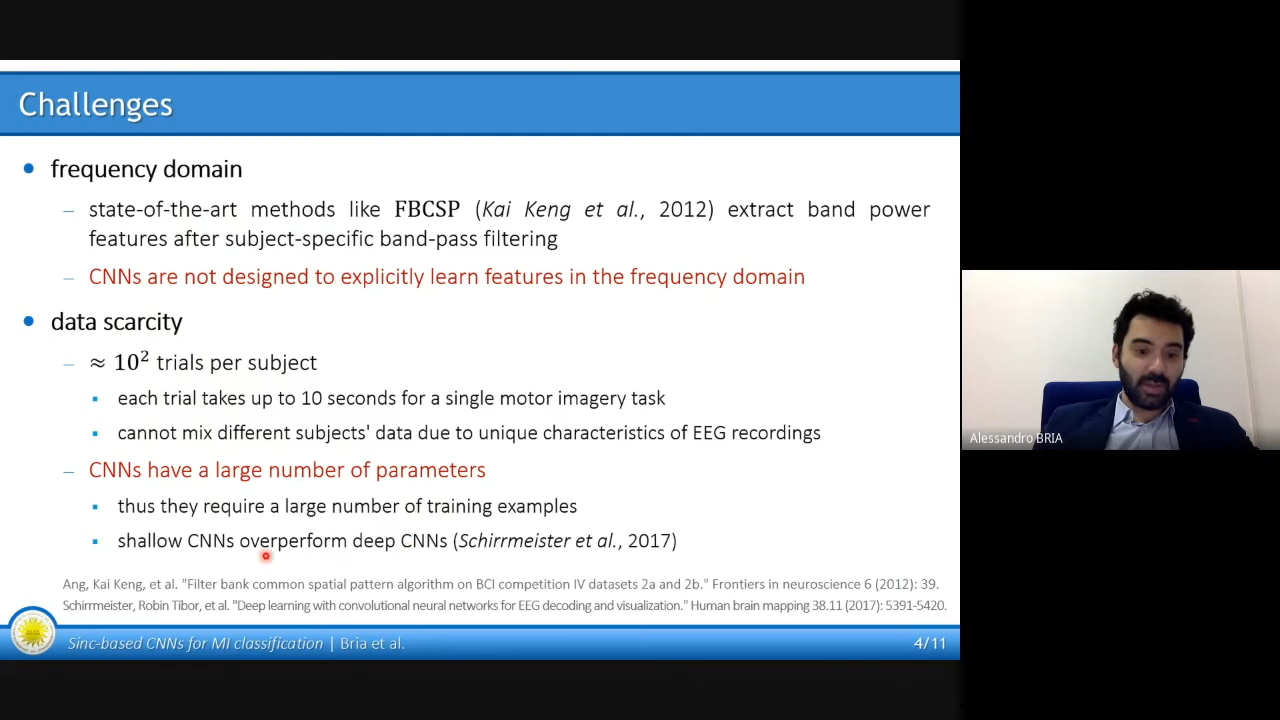 Challenges
• frequency domain
– state-of-the-art methods like FBCSP (Kai Keng et al., 2012) extract band power
features after subject-specific band-pass filtering
– CNNs are not designed to explicitly learn features in the frequency domain
• data scarcity
– ≈ 10² trials per subject
▪ each trial takes up to 10 seconds for a single motor imagery task
▪ cannot mix different subjects' data due to unique characteristics of EEG recordings
– CNNs have a large number of parameters
▪ thus they require a large number of training examples
▪ shallow CNNs overperform deep CNNs (Schirrmeister et al., 2017)
Ang, Kai Keng, et al. "Filter bank common spatial pattern algorithm on BCI competition IV datasets 2a and 2b." Frontiers in neuroscience 6 (2012): 39.
Schirrmeister, Robin Tibor, et al. "Deep learning with convolutional neural networks for EEG decoding and visualization." Human brain mapping 38.11 (2017): 5391-5420.
Sinc-based CNNs for MI classification | Bria et al.
4/11
Alessandro BRIA